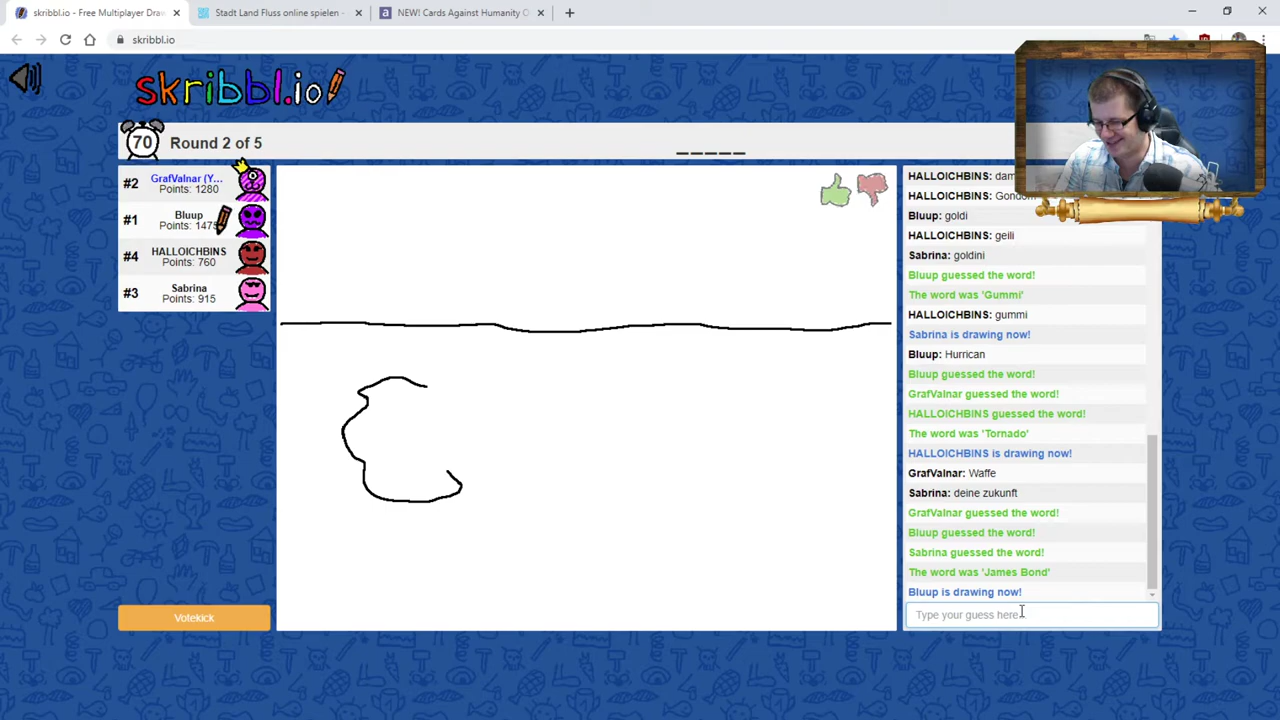 skribbl.io - Free Multiplayer Draw
Stadt Land Fluss online spielen -
NEW! Cards Against Humanity O
skribbl.io
skribbl.io
70
Round 2 of 5
_ _ _ _ _
#2
GrafValnar (Y...
Points: 1280
#1
Bluup
Points: 1475
#4
HALLOICHBINS
Points: 760
#3
Sabrina
Points: 915
Votekick
HALLOICHBINS: dam
HALLOICHBINS: Gondom
Bluup: goldi
HALLOICHBINS: geili
Sabrina: goldini
Bluup guessed the word!
The word was 'Gummi'
HALLOICHBINS: gummi
Sabrina is drawing now!
Bluup: Hurrican
Bluup guessed the word!
GrafValnar guessed the word!
HALLOICHBINS guessed the word!
The word was 'Tornado'
HALLOICHBINS is drawing now!
GrafValnar: Waffe
Sabrina: deine zukunft
GrafValnar guessed the word!
Bluup guessed the word!
Sabrina guessed the word!
The word was 'James Bond'
Bluup is drawing now!
Type your guess here